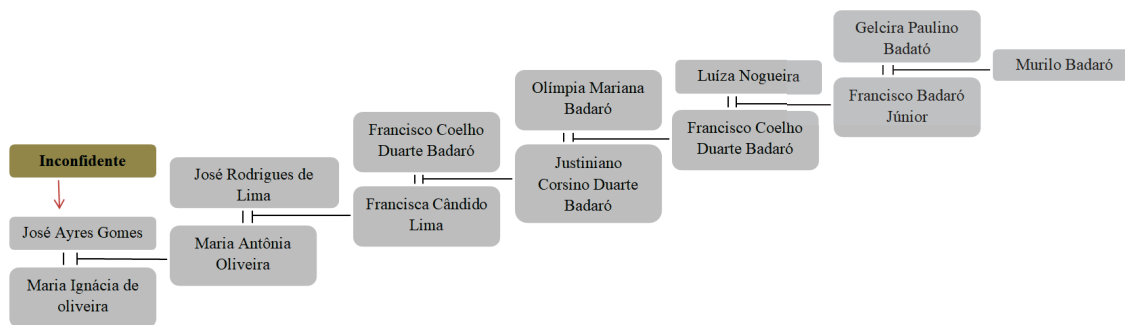 Gelcira Paulino
Badató
Murilo Badaró
Luíza Nogueira
Francisco Badaró
Júnior
Olímpia Mariana
Badaró
Francisco Coelho
Duarte Badaró
Francisco Coelho
Duarte Badaró
Justiniano
Corsino Duarte
Badaró
Inconfidente
José Rodrigues de
Lima
Francisca Cândido
Lima
José Ayres Gomes
Maria Antônia
Oliveira
Maria Ignácia de
oliveira